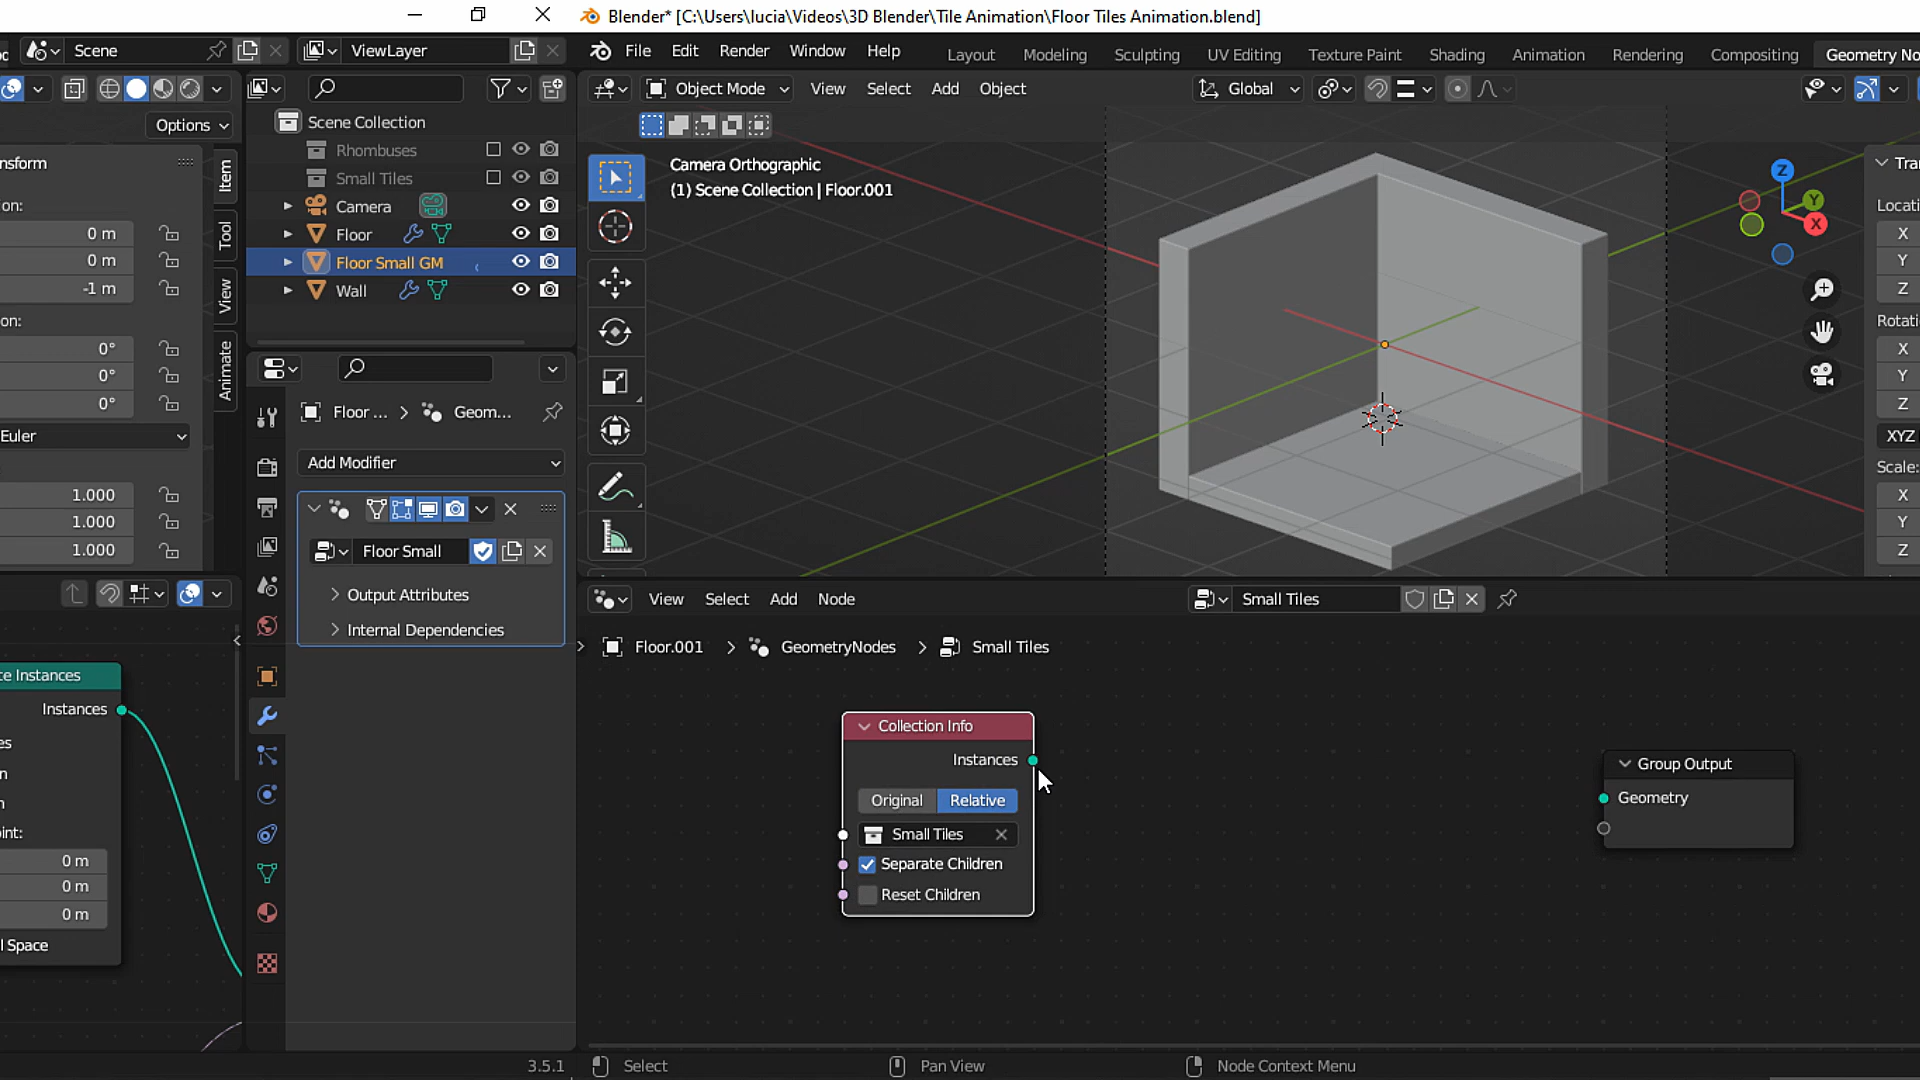 Blender* [C:\Users\lucia\Videos\3D Blender\Tile Animation\Floor Tiles Animation.blend]
Scene
ViewLayer
File Edit Render Window Help
Layout Modeling Sculpting UV Editing Texture Paint Shading Animation Rendering Compositing Geometry No
Options
Scene Collection
Rhombuses
Small Tiles
Camera
Floor
Floor Small GM
Wall
nsform
on:
0 m
0 m
-1 m
on:
0°
0°
0°
Euler
1.000
1.000
1.000
Item
Tool
View
Animate
Object Mode View Select Add Object
Global
Camera Orthographic
(1) Scene Collection | Floor.001
Z
Y
X
Tra
Locati
X
Y
Z
Rotati
X
Y
Z
XYZ
Scale:
X
Y
Z
Floor ... > Geom...
Add Modifier
Floor Small
Output Attributes
Internal Dependencies
View Select Add Node
Small Tiles
Floor.001 > GeometryNodes > Small Tiles
ce Instances
Instances
es
n
n
int:
0 m
0 m
0 m
l Space
Collection Info
Instances
Original Relative
Small Tiles
Separate Children
Reset Children
Group Output
Geometry
3.5.1
Select
Pan View
Node Context Menu